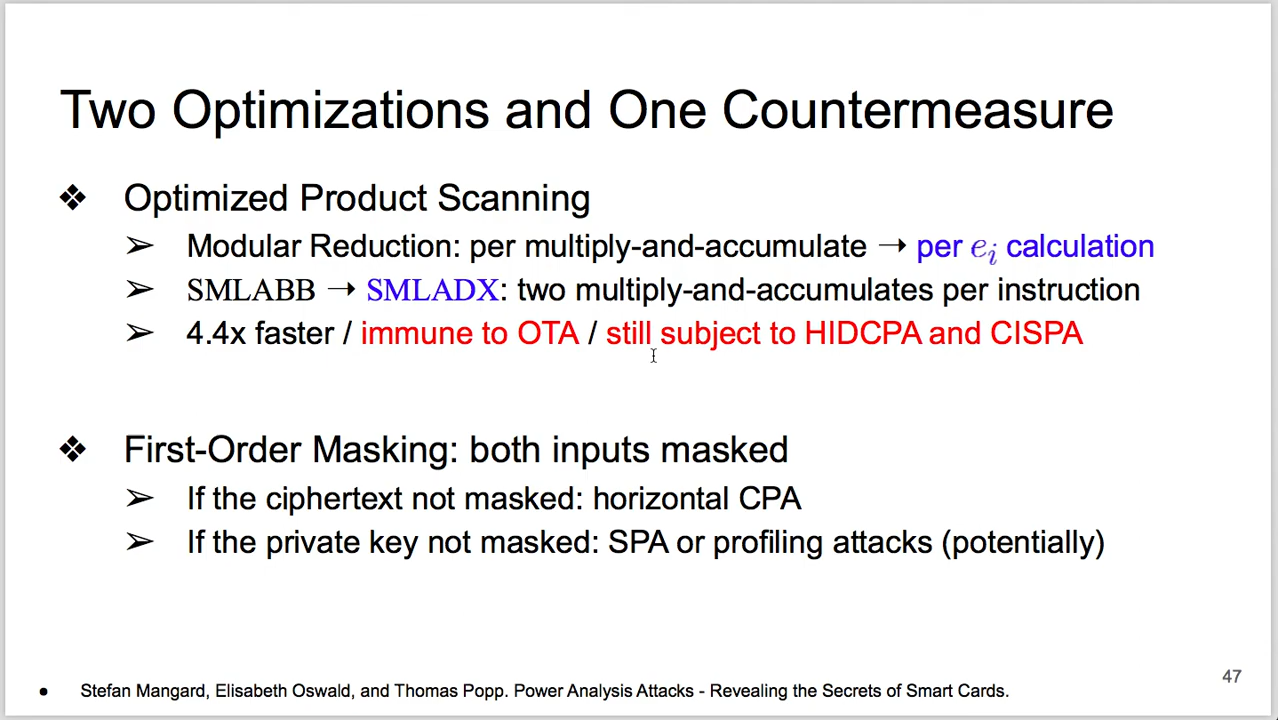 Two Optimizations and One Countermeasure
❖ Optimized Product Scanning
➢ Modular Reduction: per multiply-and-accumulate → per e_i calculation
➢ SMLABB → SMLADX: two multiply-and-accumulates per instruction
➢ 4.4x faster / immune to OTA / still subject to HIDCPA and CISPA
❖ First-Order Masking: both inputs masked
➢ If the ciphertext not masked: horizontal CPA
➢ If the private key not masked: SPA or profiling attacks (potentially)
47
● Stefan Mangard, Elisabeth Oswald, and Thomas Popp. Power Analysis Attacks - Revealing the Secrets of Smart Cards.